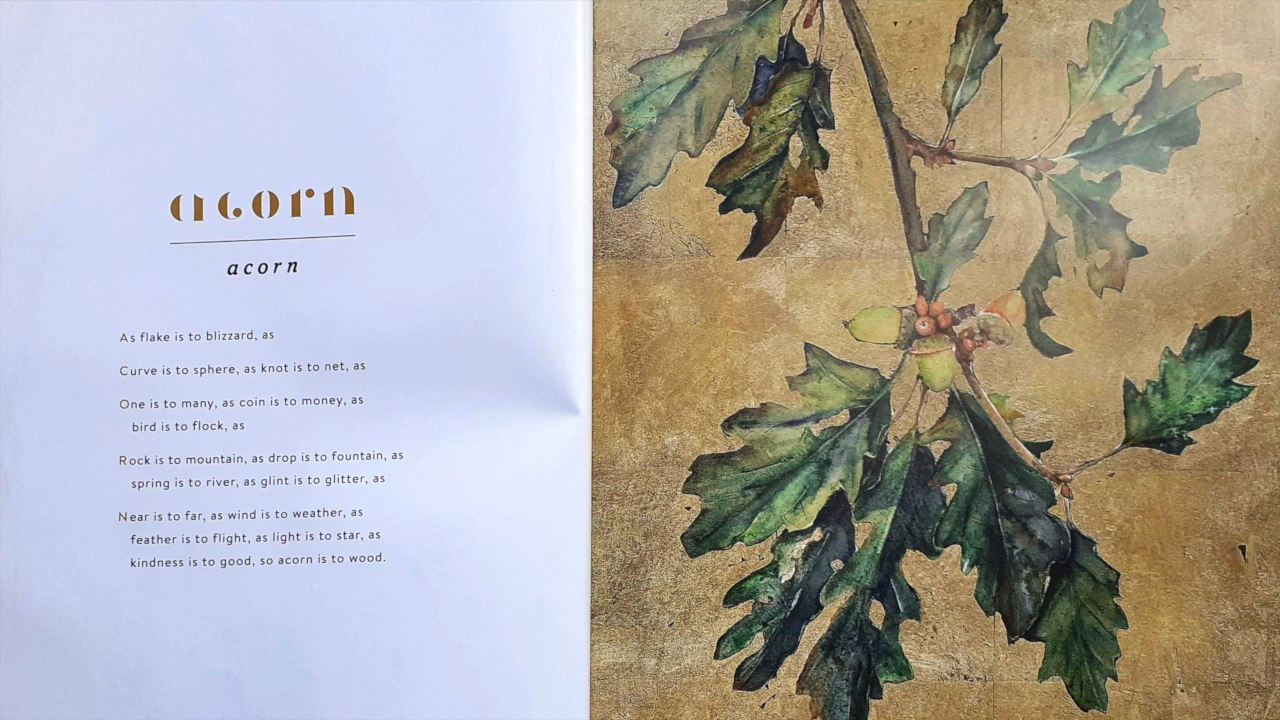 acorn
acorn
As flake is to blizzard, as
Curve is to sphere, as knot is to net, as
One is to many, as coin is to money, as
bird is to flock, as
Rock is to mountain, as drop is to fountain, as
spring is to river, as glint is to glitter, as
Near is to far, as wind is to weather, as
feather is to flight, as light is to star, as
kindness is to good, so acorn is to wood.